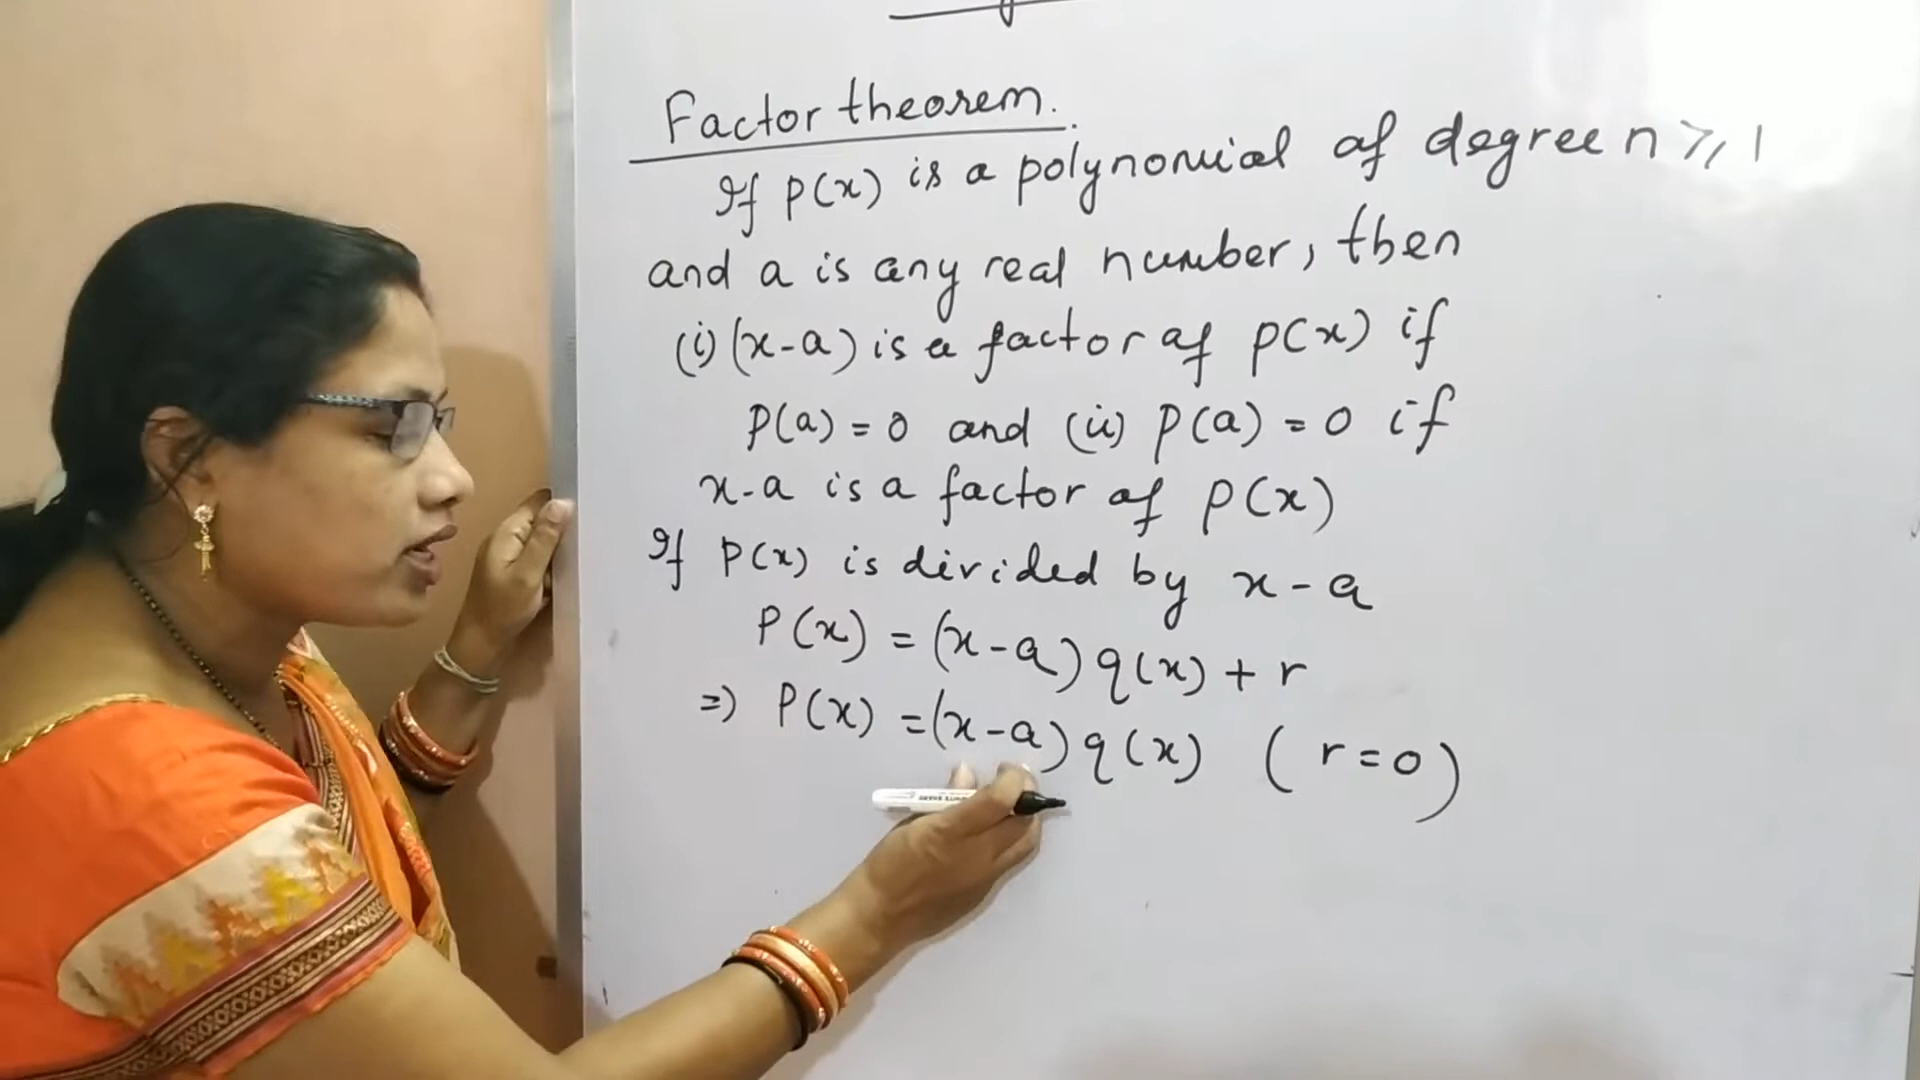 Factor theorem.
If p(x) is a polynomial of degree n ≥ 1
and a is any real number, then
(i) (x-a) is a factor of p(x) if
p(a) = 0 and (ii) p(a) = 0 if
x-a is a factor of p(x)
If p(x) is divided by x-a
P(x) = (x-a) q(x) + r
=> P(x) = (x-a) q(x) ( r = 0 )